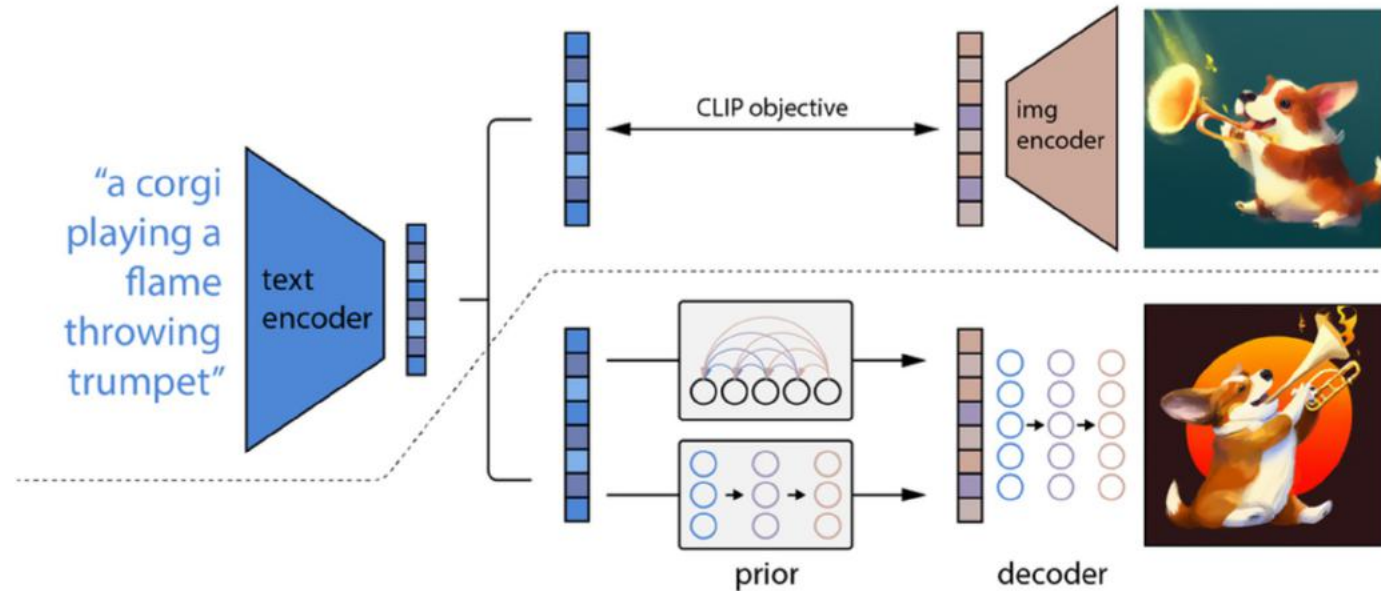 “a corgi
playing a
flame
throwing
trumpet”
text
encoder
CLIP objective
img
encoder
prior
decoder